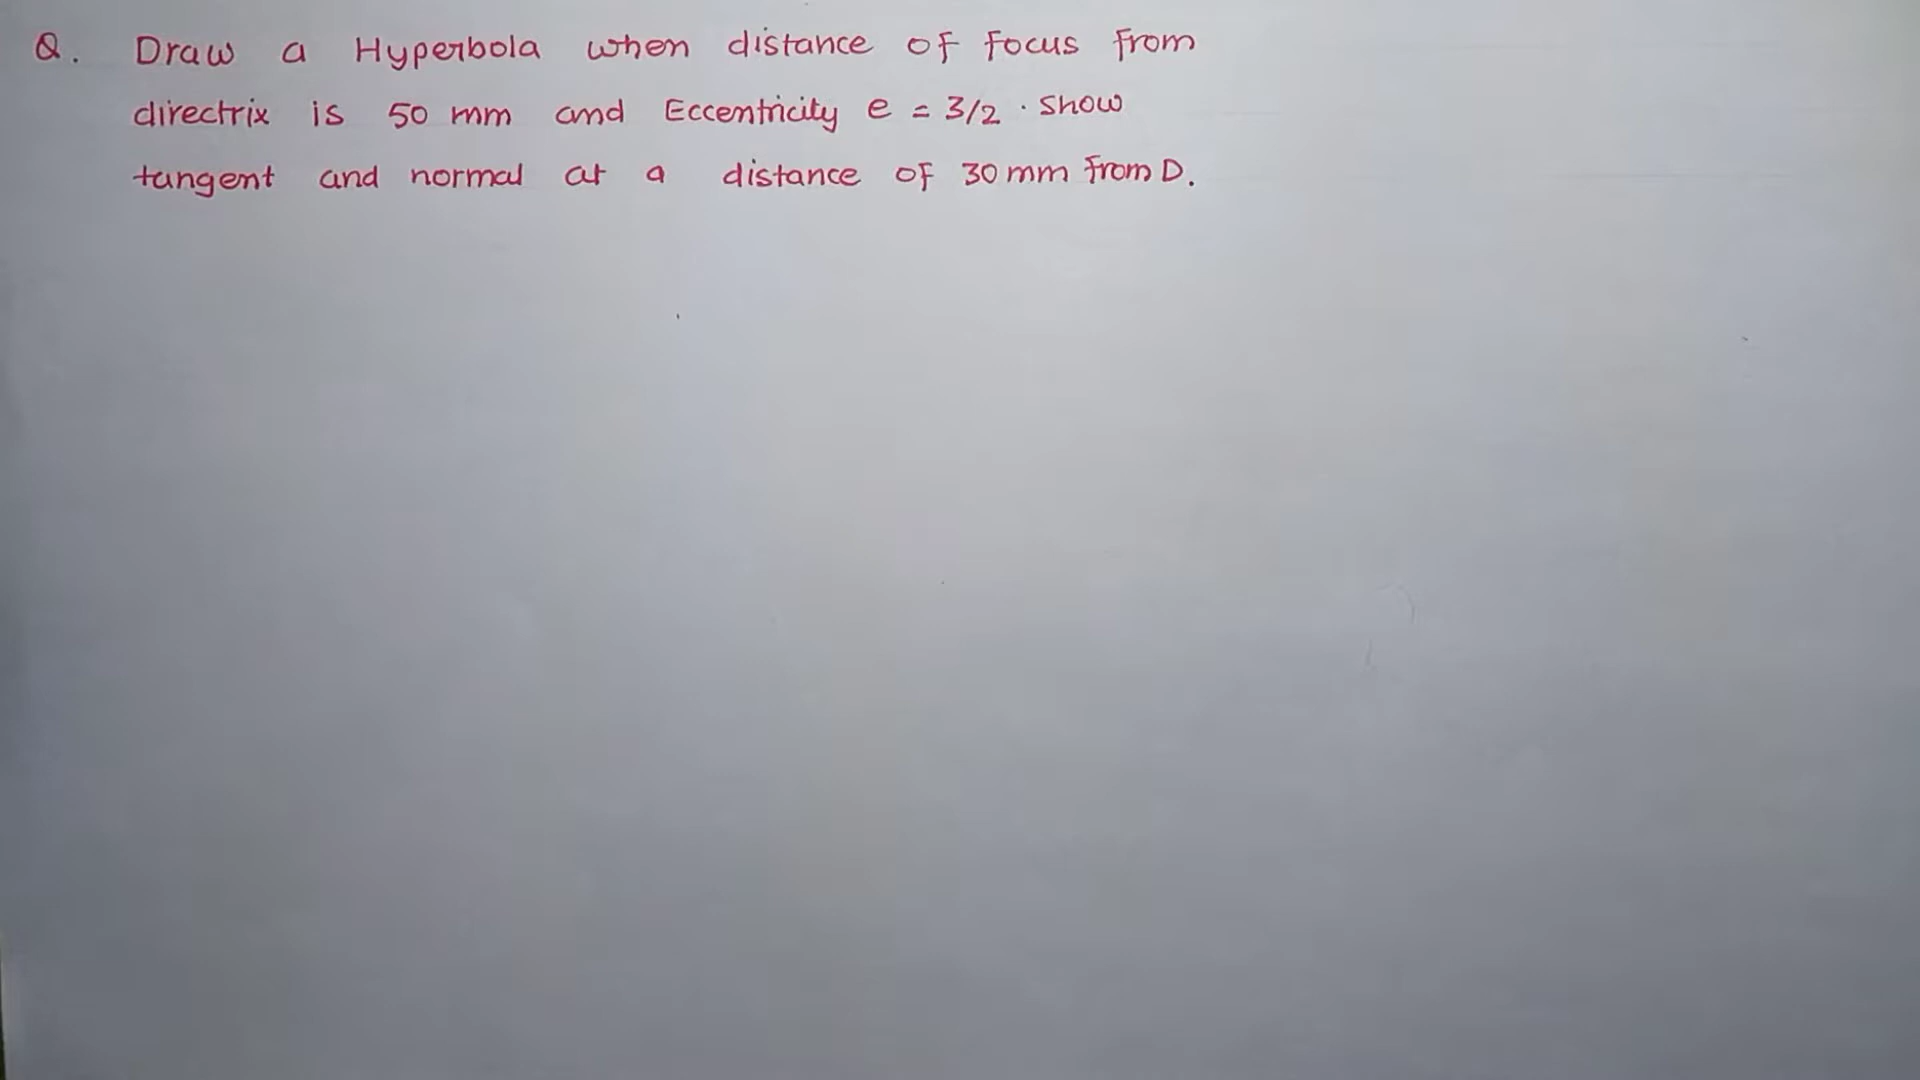 Q. Draw a Hyperbola when distance of focus from
directrix is 50 mm and Eccentricity e = 3/2 . Show
tangent and normal at a distance of 30 mm from D.